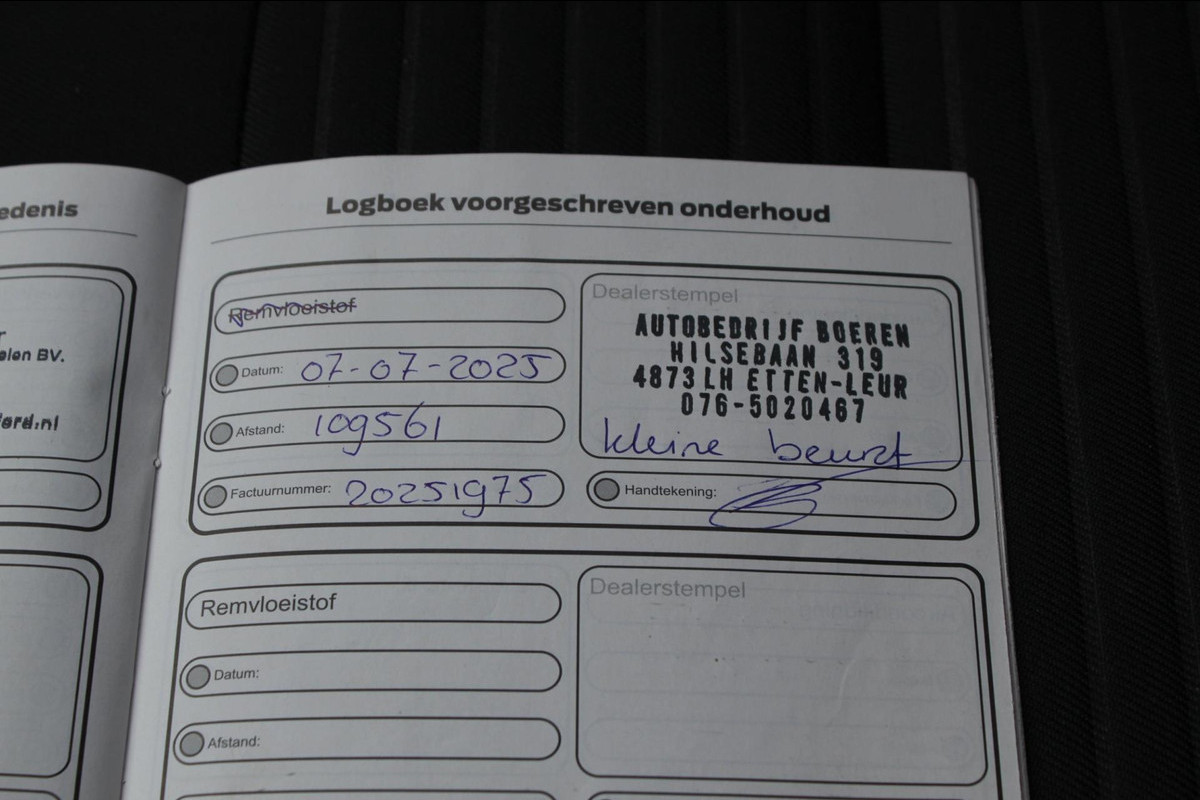 edenis
elen BV.
erd.nl
Logboek voorgeschreven onderhoud
Remvloeistof
Datum: 07-07-2025
Afstand: 109561
Factuurnummer: 20251975
Dealerstempel
AUTOBEDRIJF BOEREN
HILSEBAAN 319
4873 LH ETTEN-LEUR
076-5020467
kleine beurt
Handtekening:
Remvloeistof
Datum:
Afstand:
Dealerstempel